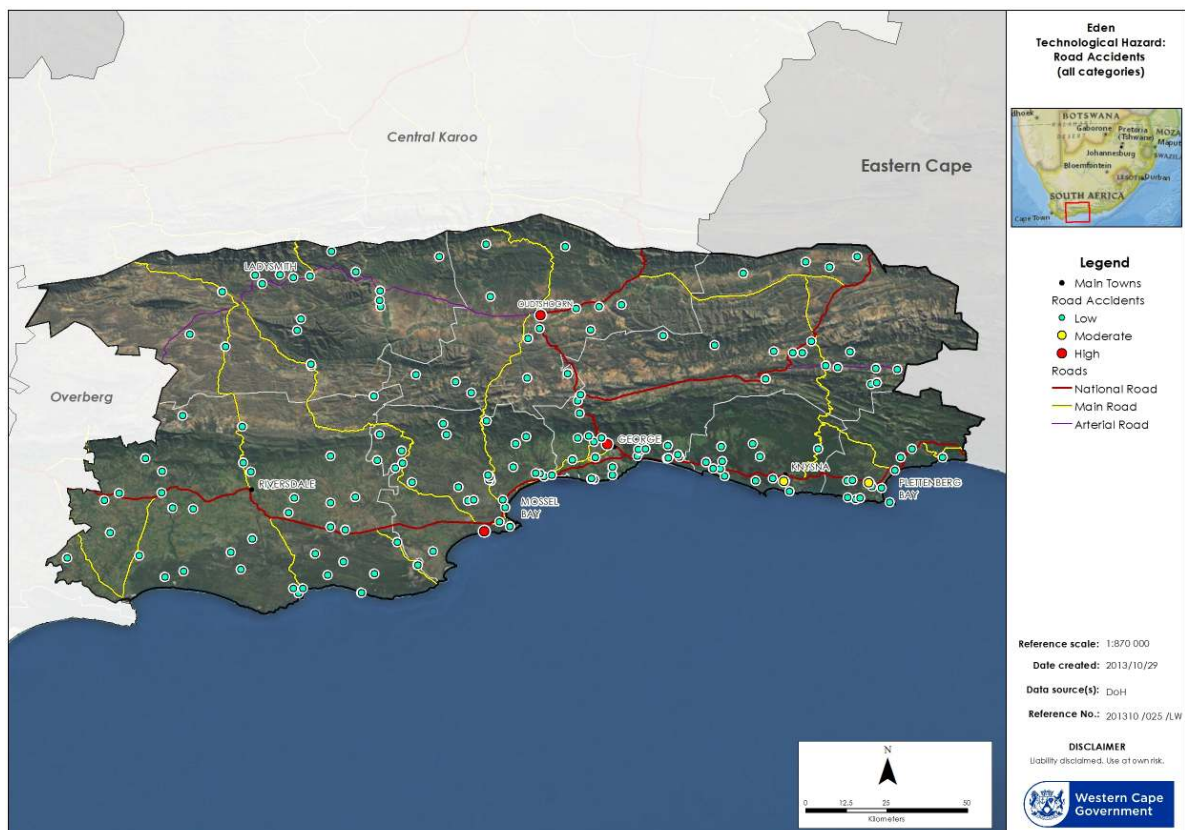 Eden
Technological Hazard:
Road Accidents
(all categories)
Central Karoo
Eastern Cape
Overberg
LADYSMITH
OUDTSHOORN
GEORGE
KNYSNA
PLETTENBERG
BAY
RIVERSDALE
MOSSEL
BAY
BOTSWANA
Gaborone
Pretoria
(Tshwane)
Johannesburg
Bloemfontein
SOUTH AFRICA
Cape Town
LESOTHO
Durban
Legend
Main Towns
Road Accidents
Low
Moderate
High
Roads
National Road
Main Road
Arterial Road
Reference scale: 1:870 000
Date created: 2013/10/29
Data source(s): DoH
Reference No.: 201310 /025 /LW
DISCLAIMER
Liability disclaimed. Use at own risk.
N
0 12.5 25 50
Kilometers
Western Cape
Government